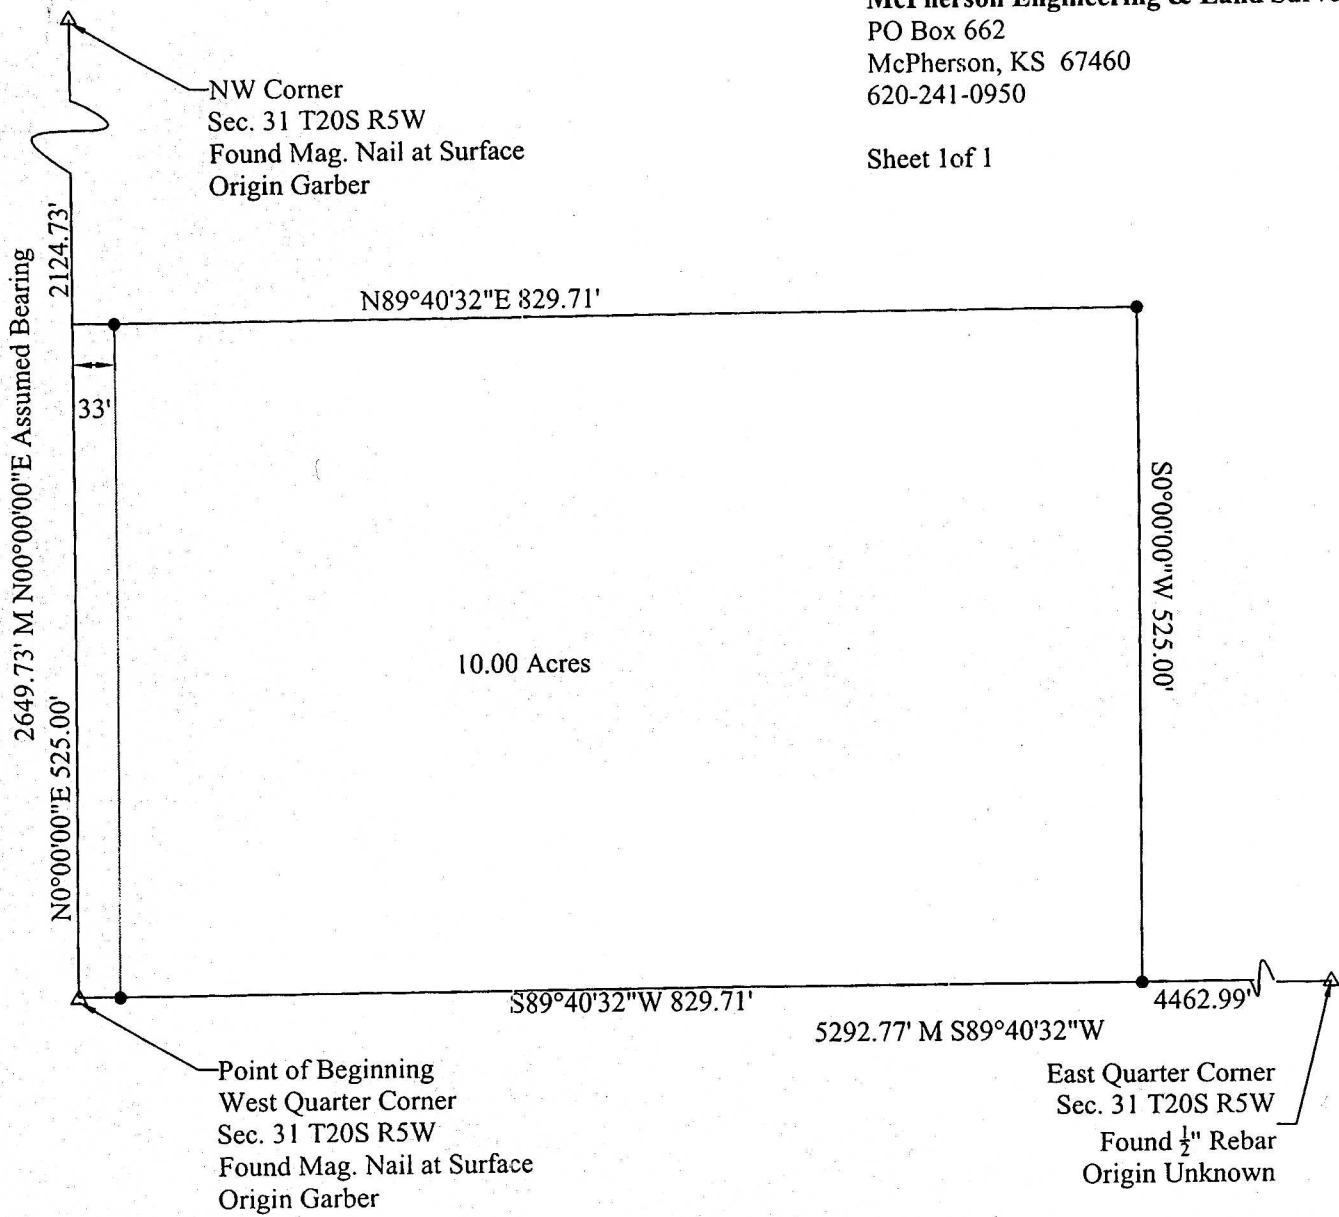 PO Box 662
McPherson, KS 67460
620-241-0950
Sheet 1of 1
NW Corner
Sec. 31 T20S R5W
Found Mag. Nail at Surface
Origin Garber
2124.73'
2649.73' M N00°00'00"E Assumed Bearing
N89°40'32"E 829.71'
33'
S0°00'00"W 525.00'
10.00 Acres
N0°00'00"E 525.00'
S89°40'32"W 829.71'
4462.99'
5292.77' M S89°40'32"W
Point of Beginning
West Quarter Corner
Sec. 31 T20S R5W
Found Mag. Nail at Surface
Origin Garber
East Quarter Corner
Sec. 31 T20S R5W
Found ½" Rebar
Origin Unknown